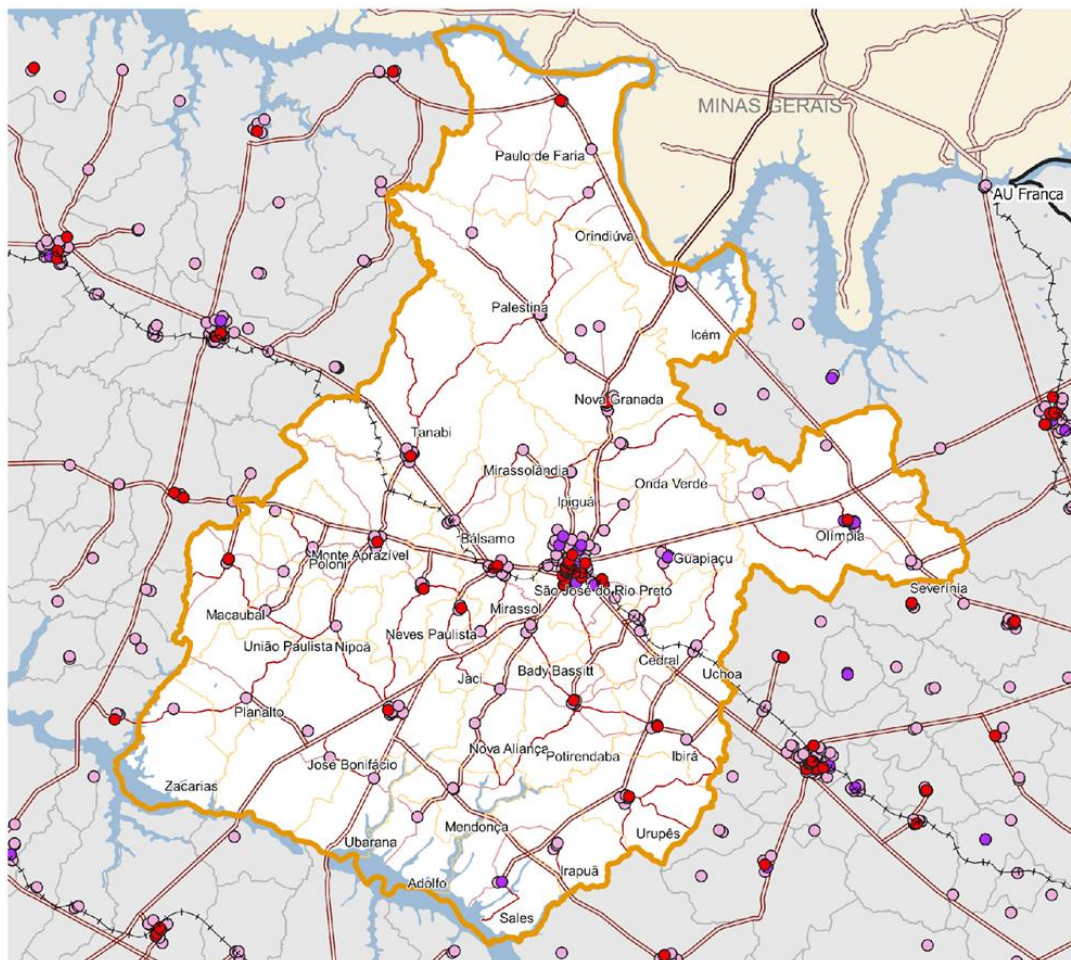 MINAS GERAIS
Paulo de Faria
AU Franca
Orindiúva
Palestina
Icém
Nova Granada
Tanabi
Mirassolândia
Onda Verde
Ipiguá
Olímpia
Bálsamo
Monte Aprazível
Poloni
Guapiaçu
São José do Rio Preto
Severínia
Macaubal
Mirassol
Neves Paulista
União Paulista
Nipoã
Cedral
Bady Bassitt
Uchoa
Jaci
Planalto
Nova Aliança
Potirendaba
Ibirá
José Bonifácio
Zacarias
Mendonça
Urupês
Ubarana
Irapuã
Adolfo
Sales